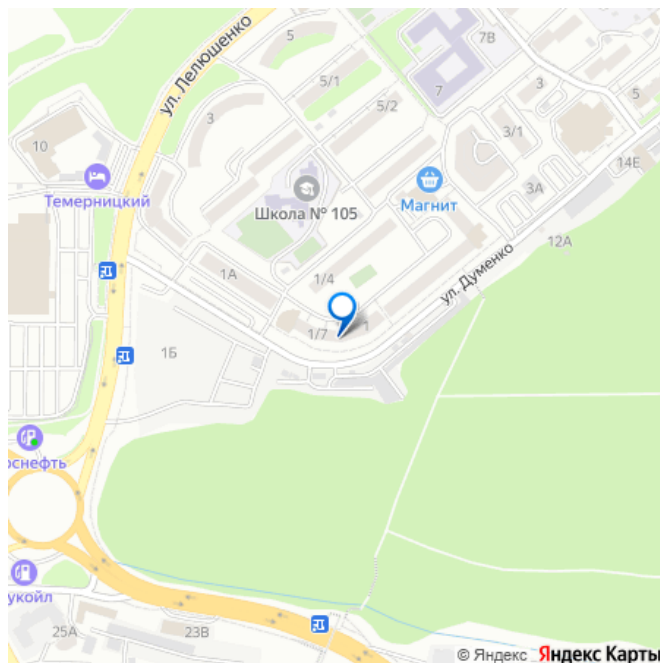 ул. Лелюшенко
5
7В
5/1
3
5/2
7
3
5
10
3/1
14Е
Темерницкий
Школа № 105
Магнит
3А
12А
ул. Думенко
1А
1/4
1/7
1
1Б
оснефть
укойл
25А
23В
© Яндекс Яндекс Карты